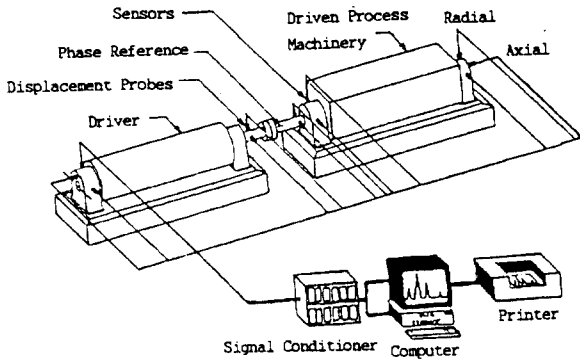 Sensors
Phase Reference
Displacement Probes
Driver
Driven Process
Machinery
Radial
Axial
Signal Conditioner
Computer
Printer